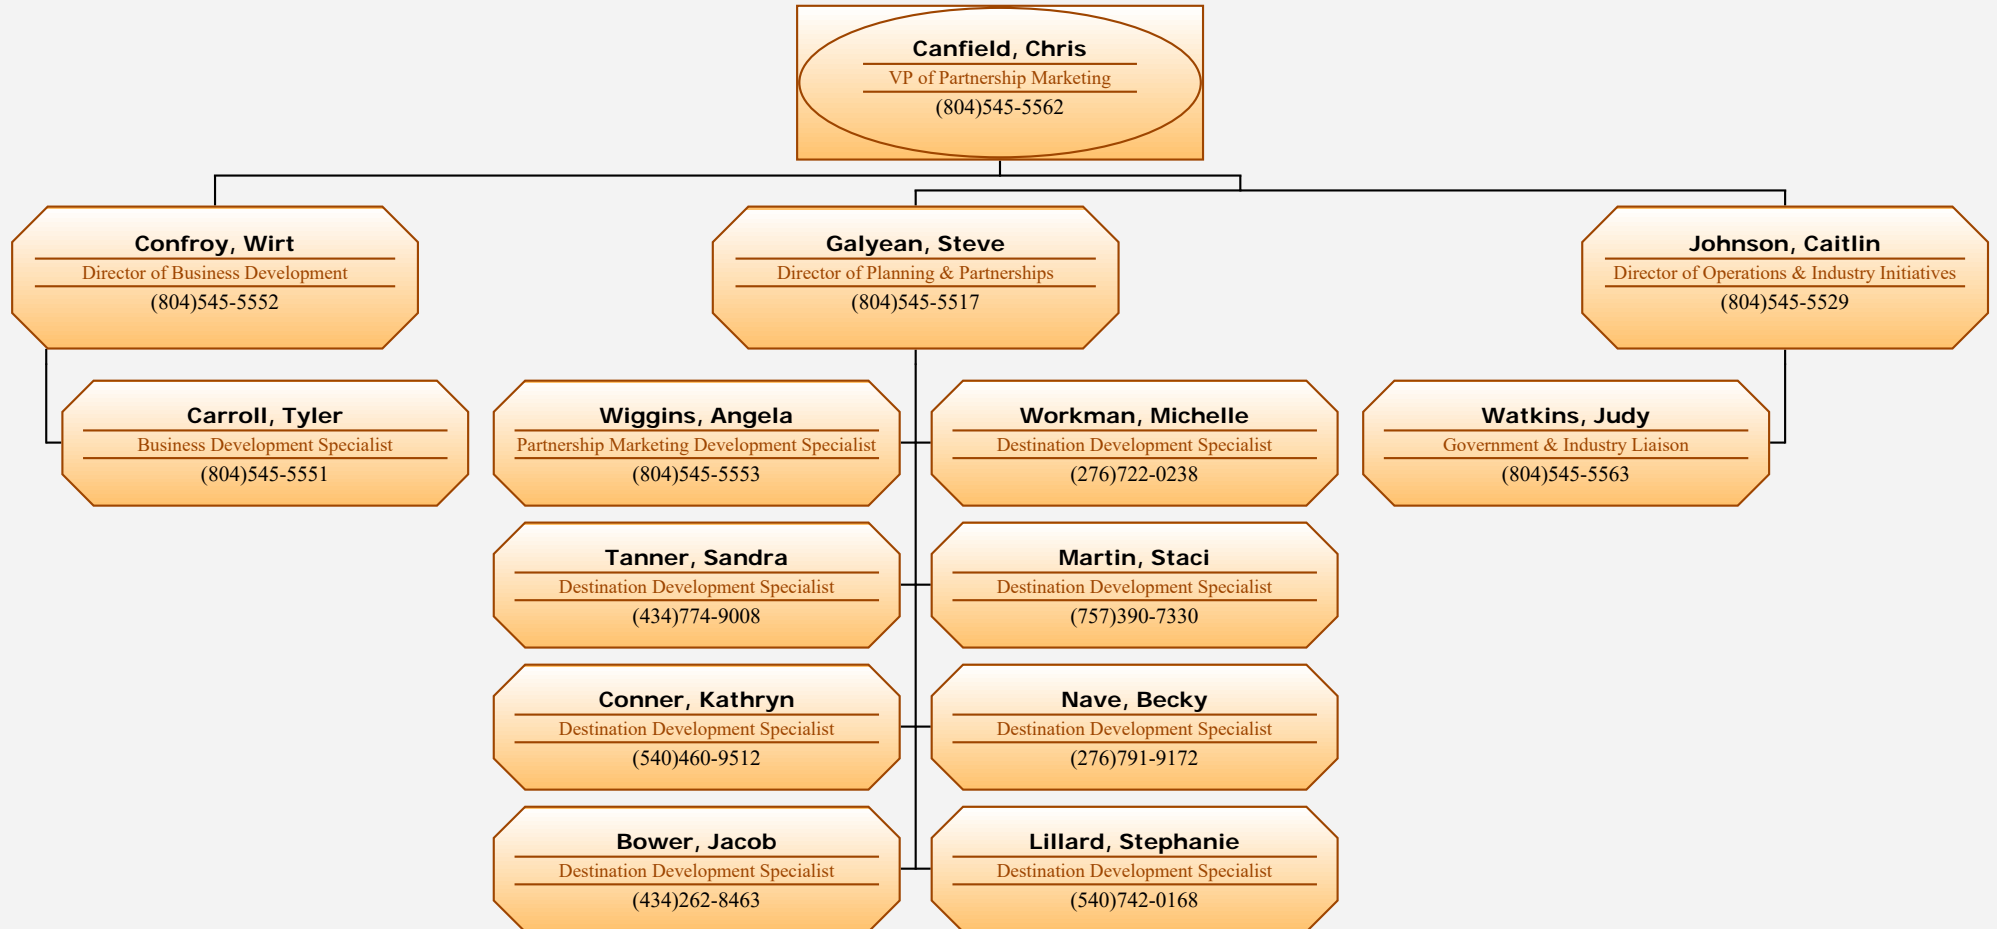 Canfield, Chris
VP of Partnership Marketing
(804)545-5562
Confroy, Wirt
Director of Business Development
(804)545-5552
Galyean, Steve
Director of Planning & Partnerships
(804)545-5517
Johnson, Caitlin
Director of Operations & Industry Initiatives
(804)545-5529
Carroll, Tyler
Business Development Specialist
(804)545-5551
Wiggins, Angela
Partnership Marketing Development Specialist
(804)545-5553
Workman, Michelle
Destination Development Specialist
(276)722-0238
Watkins, Judy
Government & Industry Liaison
(804)545-5563
Tanner, Sandra
Destination Development Specialist
(434)774-9008
Martin, Staci
Destination Development Specialist
(757)390-7330
Conner, Kathryn
Destination Development Specialist
(540)460-9512
Nave, Becky
Destination Development Specialist
(276)791-9172
Bower, Jacob
Destination Development Specialist
(434)262-8463
Lillard, Stephanie
Destination Development Specialist
(540)742-0168